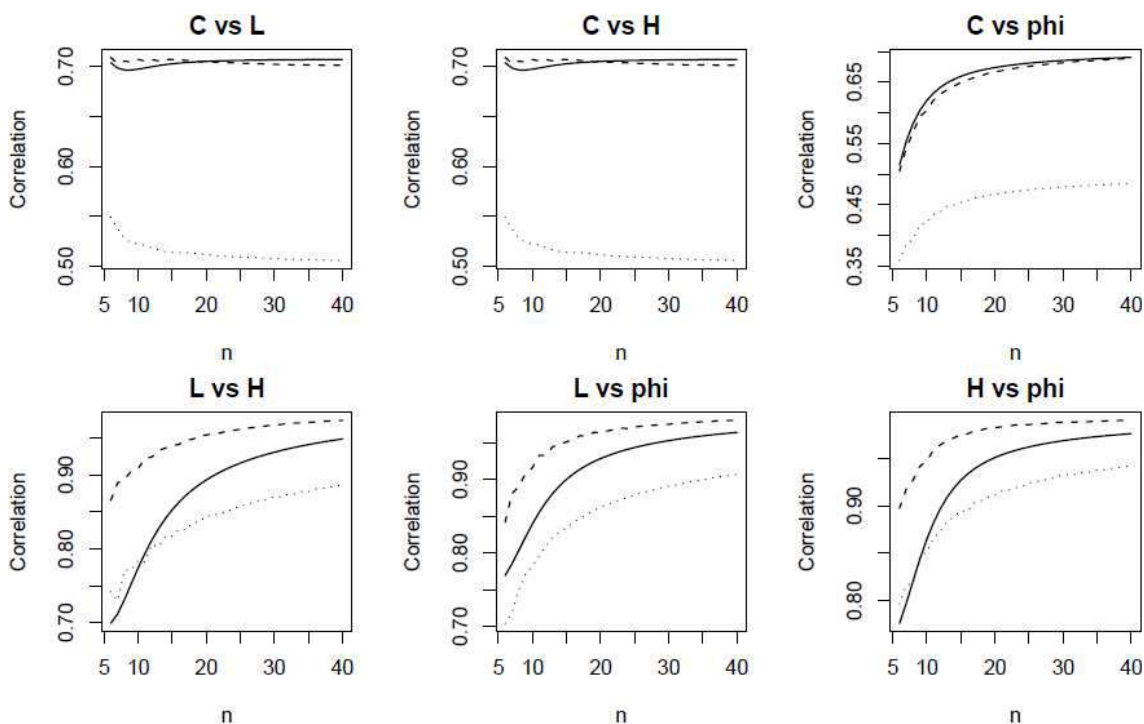 C vs L
Correlation
0.50 0.60 0.70
5 10 20 30 40
n
C vs H
Correlation
0.50 0.60 0.70
5 10 20 30 40
n
C vs phi
Correlation
0.35 0.45 0.55 0.65
5 10 20 30 40
n
L vs H
Correlation
0.70 0.80 0.90
5 10 20 30 40
n
L vs phi
Correlation
0.70 0.80 0.90
5 10 20 30 40
n
H vs phi
Correlation
0.80 0.90
5 10 20 30 40
n